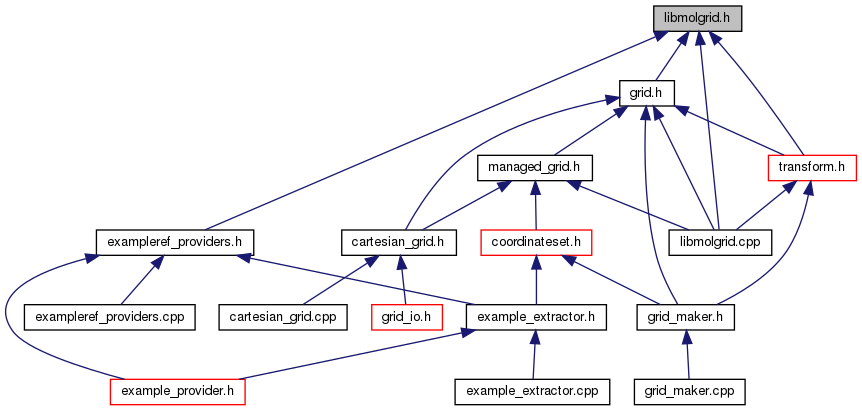 libmolgrid.h
grid.h
managed_grid.h
transform.h
exampleref_providers.h
cartesian_grid.h
coordinateset.h
libmolgrid.cpp
exampleref_providers.cpp
cartesian_grid.cpp
grid_io.h
example_extractor.h
grid_maker.h
example_provider.h
example_extractor.cpp
grid_maker.cpp